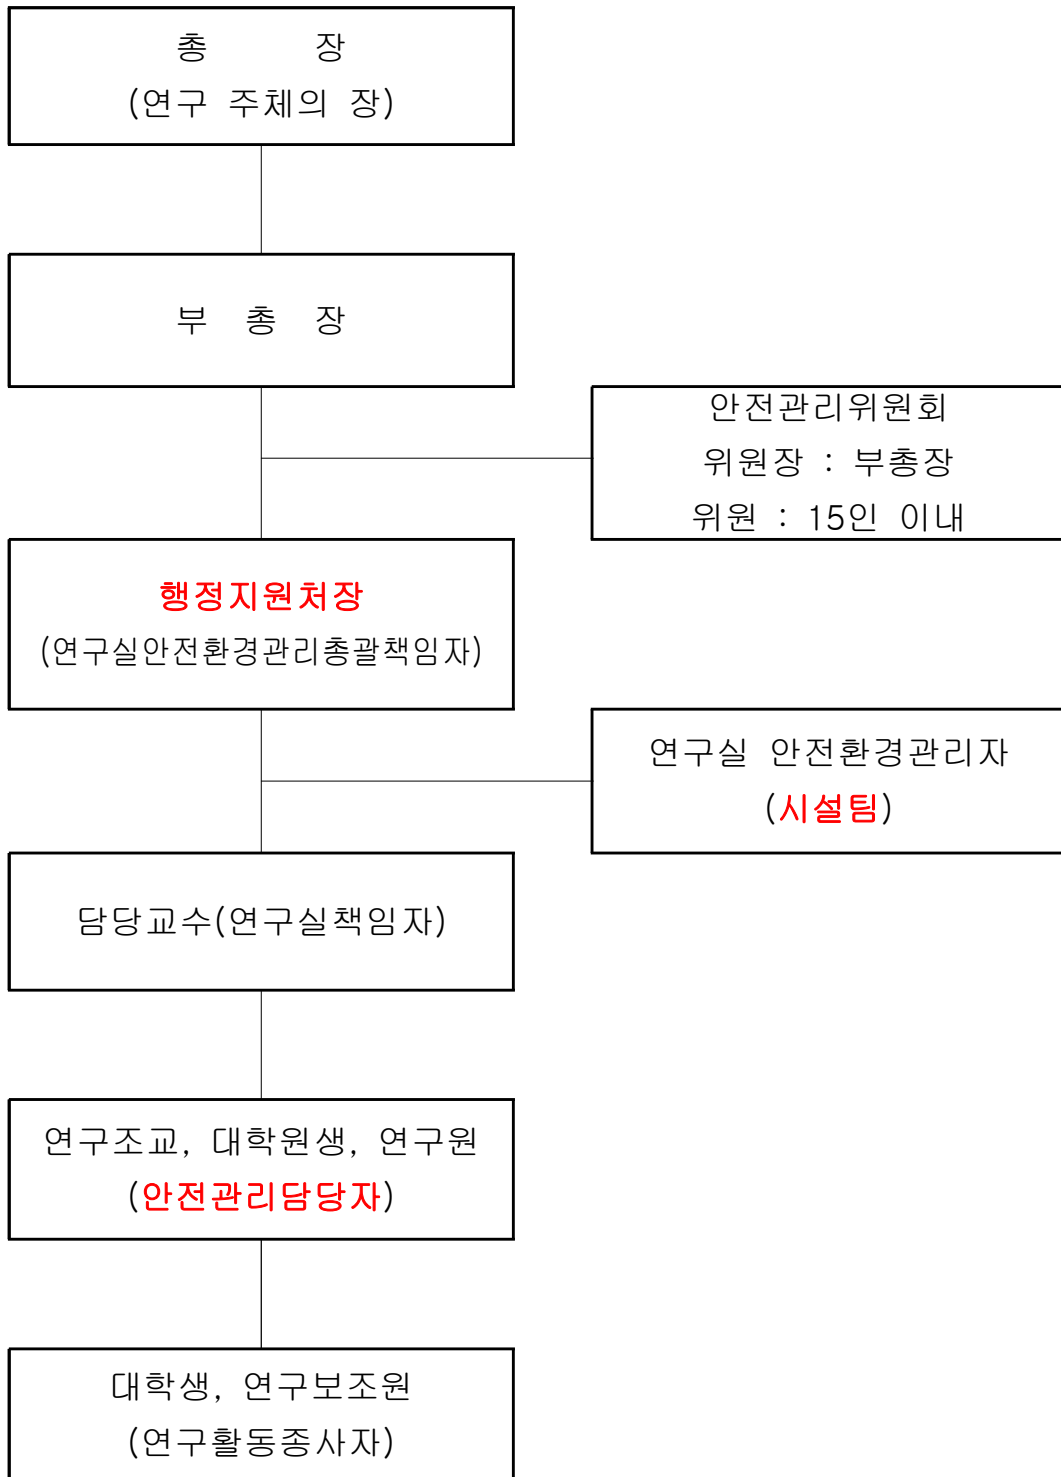 총 장
(연구 주체의 장)
부 총 장
안전관리위원회
위원장 : 부총장
위원 : 15인 이내
행정지원처장
(연구실안전환경관리총괄책임자)
연구실 안전환경관리자
(시설팀)
담당교수(연구실책임자)
연구조교, 대학원생, 연구원
(안전관리담당자)
대학생, 연구보조원
(연구활동종사자)